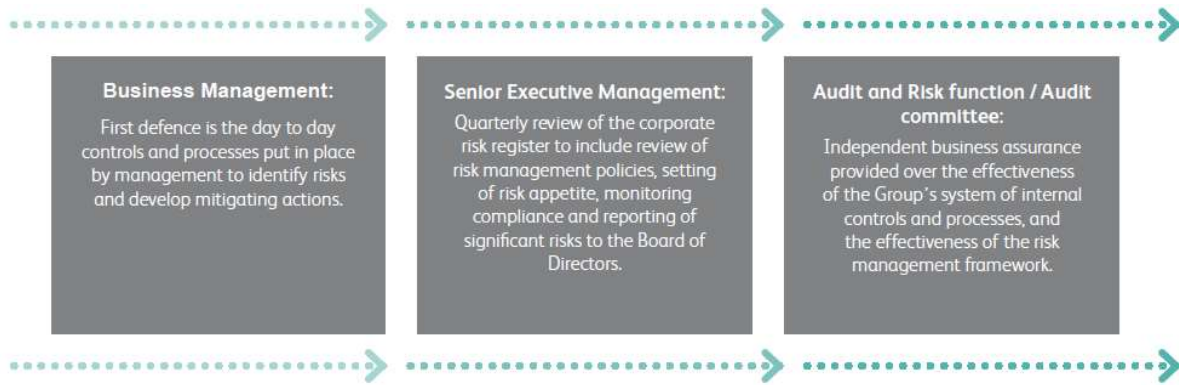 Business Management:
First defence is the day to day
controls and processes put in place
by management to identify risks
and develop mitigating actions.
Senior Executive Management:
Quarterly review of the corporate
risk register to include review of
risk management policies, setting
of risk appetite, monitoring
compliance and reporting of
significant risks to the Board of
Directors.
Audit and Risk function / Audit
committee:
Independent business assurance
provided over the effectiveness
of the Group's system of internal
controls and processes, and
the effectiveness of the risk
management framework.